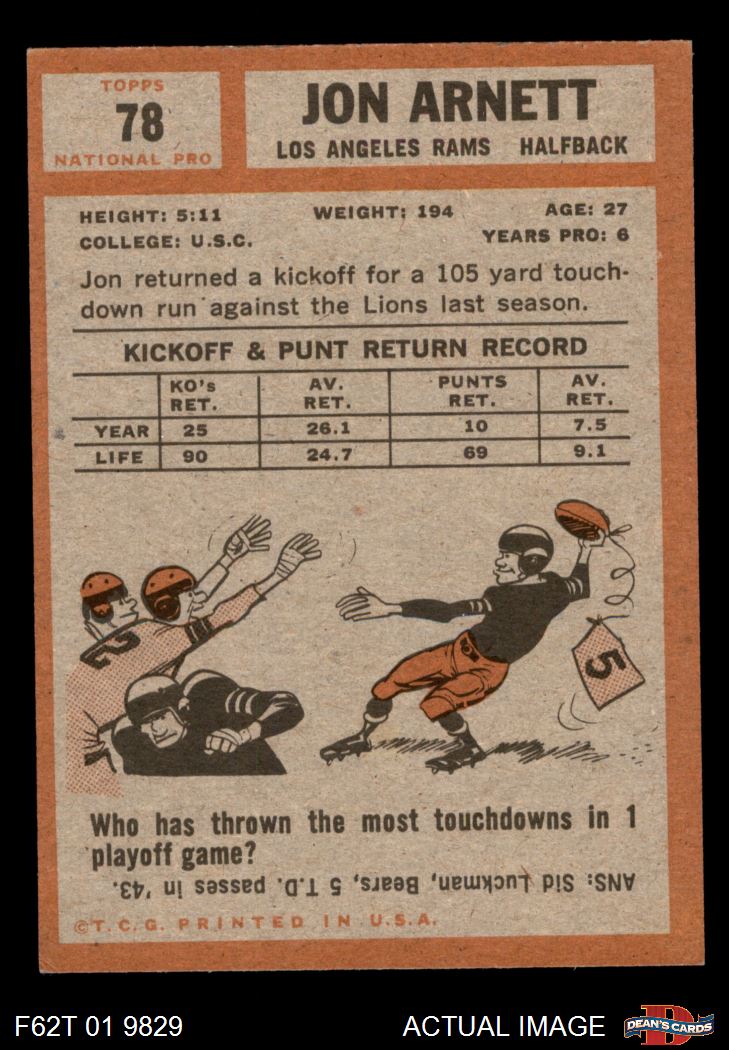 TOPPS
78
NATIONAL PRO
JON ARNETT
LOS ANGELES RAMS HALFBACK
HEIGHT: 5:11 WEIGHT: 194 AGE: 27
COLLEGE: U.S.C. YEARS PRO: 6
Jon returned a kickoff for a 105 yard touch-
down run against the Lions last season.
KICKOFF & PUNT RETURN RECORD
KO's AV. PUNTS AV.
RET. RET. RET. RET.
YEAR 25 26.1 10 7.5
LIFE 90 24.7 69 9.1
2
5
Who has thrown the most touchdowns in 1
playoff game?
ANS: Sid Luckman, Bears, 5 T.D. passes in '43.
©T.C.G. PRINTED IN U.S.A.
F62T 01 9829 ACTUAL IMAGE
D
DEAN'S CARDS